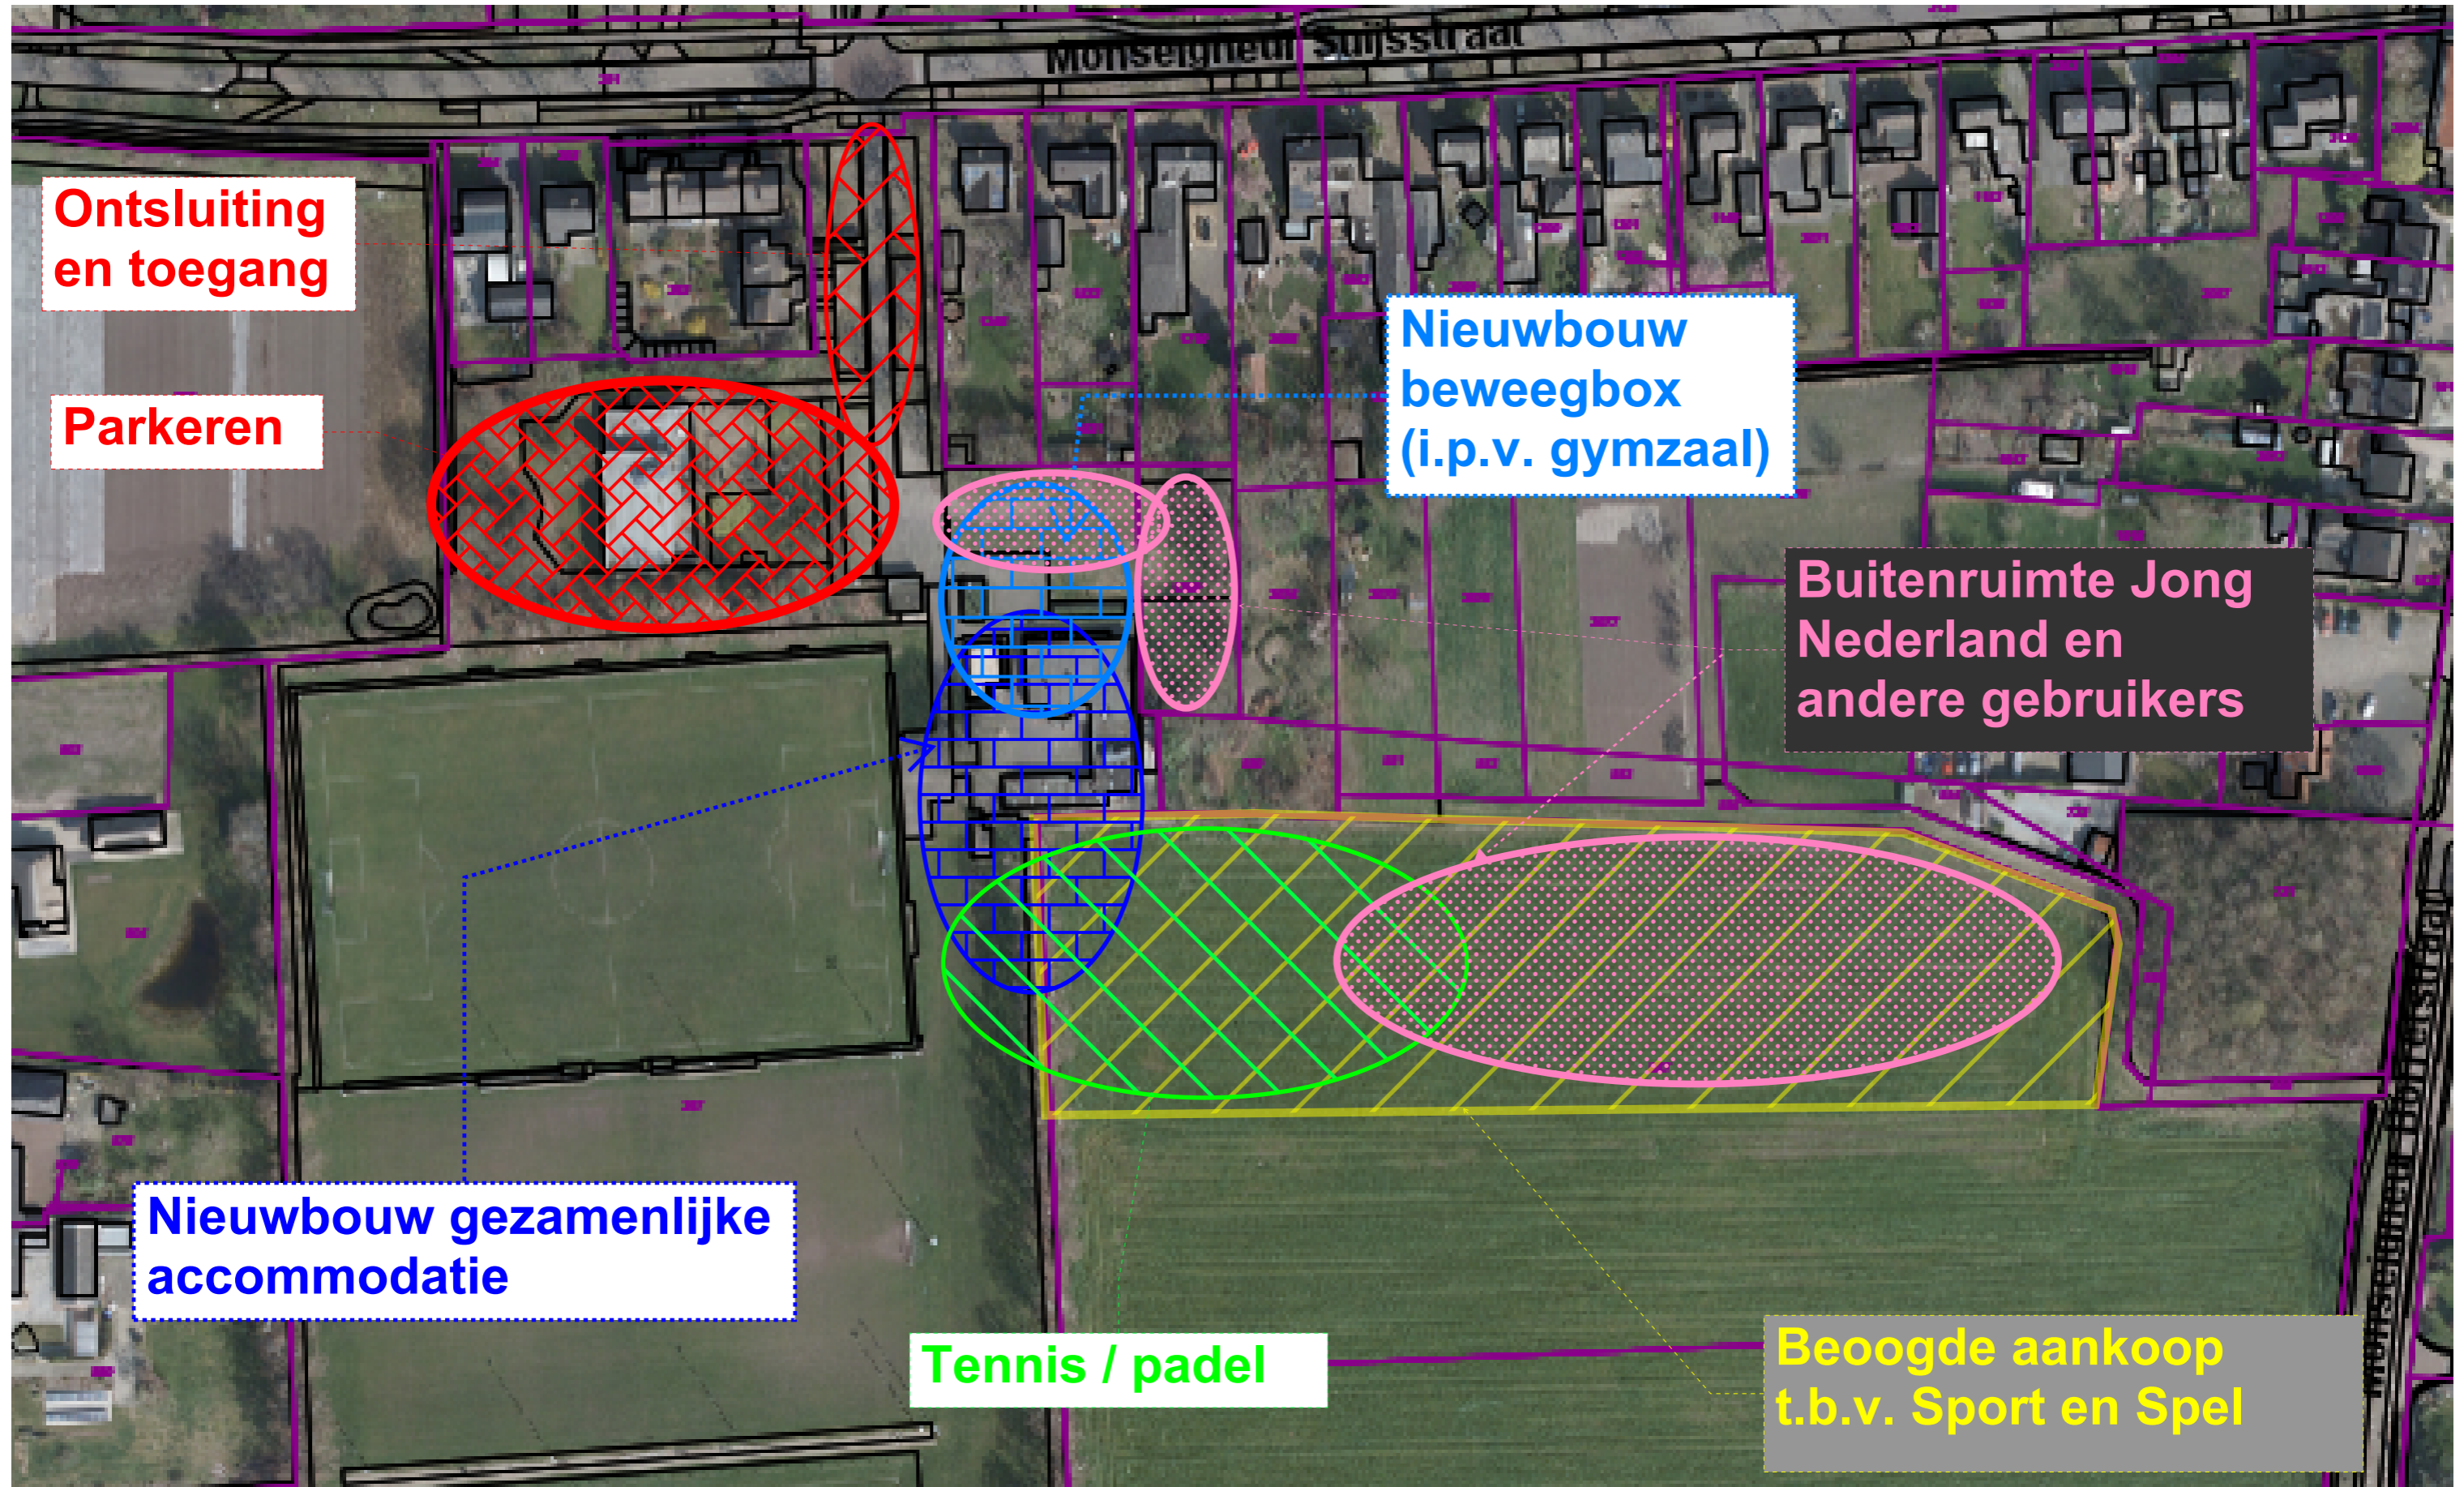 Monseigneur Suijsstraat
Ontsluiting
en toegang
Parkeren
Nieuwbouw
beweegbox
(i.p.v. gymzaal)
Buitenruimte Jong
Nederland en
andere gebruikers
Nieuwbouw gezamenlijke
accommodatie
Tennis / padel
Beoogde aankoop
t.b.v. Sport en Spel